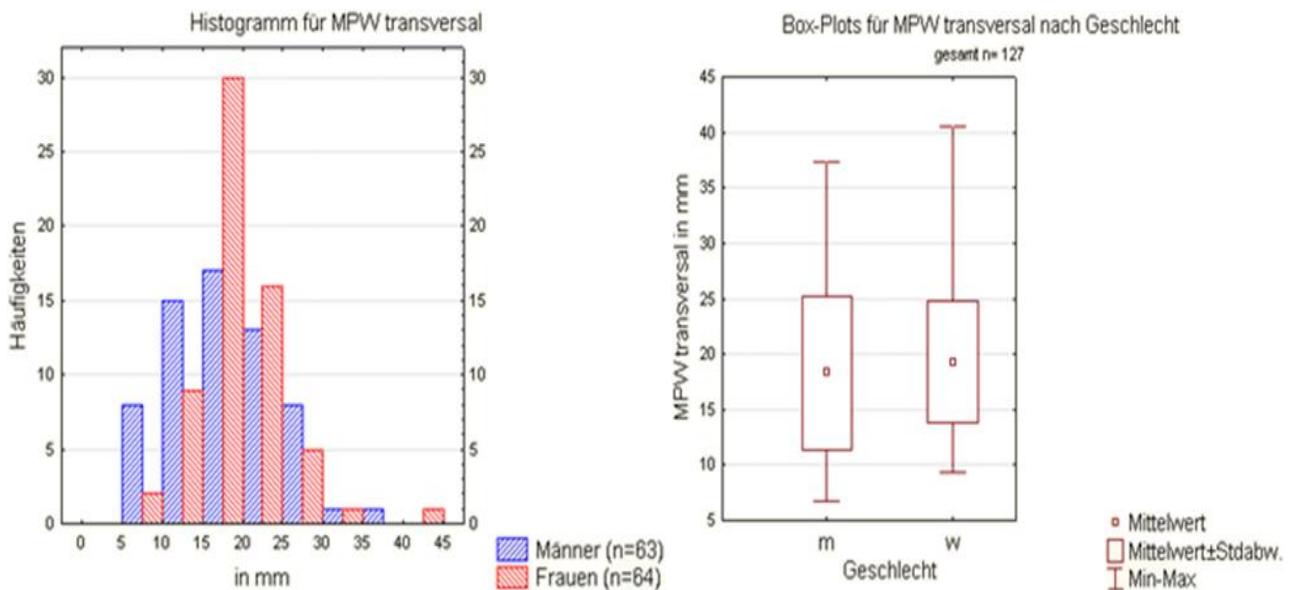 Histogramm für MPW transversal
Häufigkeiten
30 30
25 25
20 20
15 15
10 10
5 5
0 0
0 5 10 15 20 25 30 35 40 45
in mm
Männer (n=63)
Frauen (n=64)
Box-Plots für MPW transversal nach Geschlecht
gesamt n= 127
MPW transversal in mm
45
40
35
30
25
20
15
10
5
m w
Geschlecht
Mittelwert
Mittelwert±Stdabw.
Min-Max